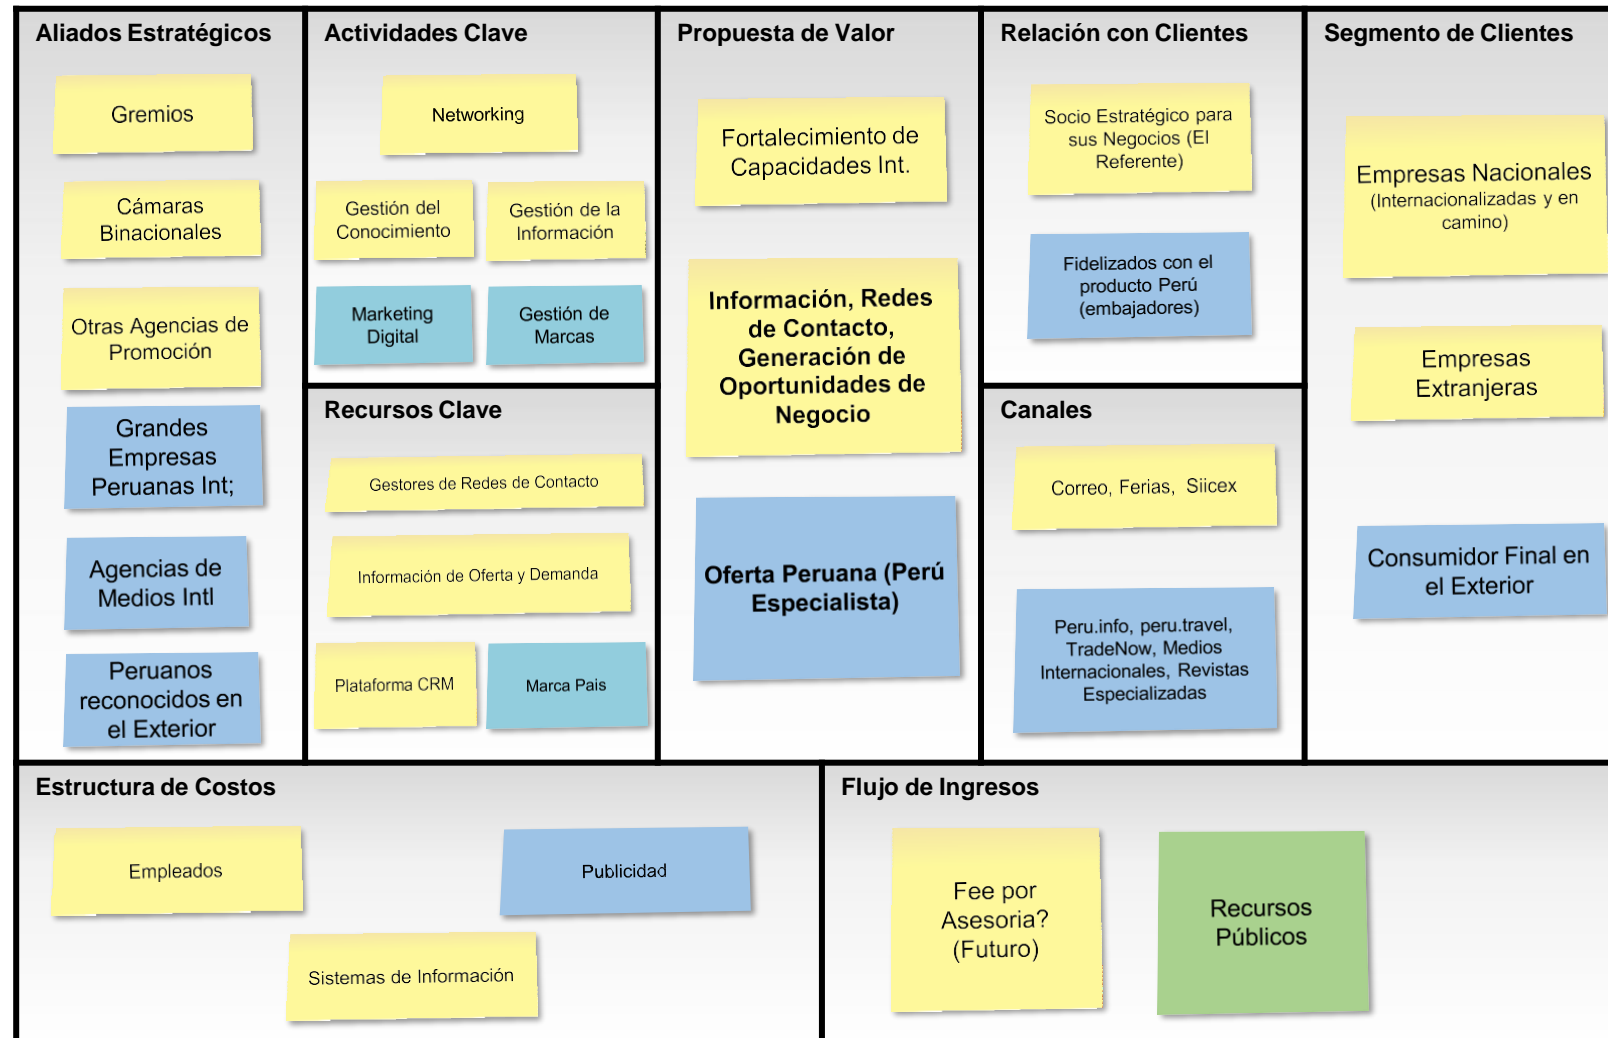 Aliados Estratégicos
Gremios
Cámaras
Binacionales
Otras Agencias de
Promoción
Grandes
Empresas
Peruanas Int;
Agencias de
Medios Intl
Peruanos
reconocidos en
el Exterior
Actividades Clave
Networking
Gestión del
Conocimiento
Gestión de la
Información
Marketing
Digital
Gestión de
Marcas
Recursos Clave
Gestores de Redes de Contacto
Información de Oferta y Demanda
Plataforma CRM
Marca Pais
Propuesta de Valor
Fortalecimiento de
Capacidades Int.
Información, Redes
de Contacto,
Generación de
Oportunidades de
Negocio
Oferta Peruana (Perú
Especialista)
Relación con Clientes
Socio Estratégico para
sus Negocios (El
Referente)
Fidelizados con el
producto Perú
(embajadores)
Canales
Correo, Ferias, Siicex
Peru.info, peru.travel,
TradeNow, Medios
Internacionales, Revistas
Especializadas
Segmento de Clientes
Empresas Nacionales
(Internacionalizadas y en
camino)
Empresas
Extranjeras
Consumidor Final en
el Exterior
Estructura de Costos
Empleados
Publicidad
Sistemas de Información
Flujo de Ingresos
Fee por
Asesoria?
(Futuro)
Recursos
Públicos